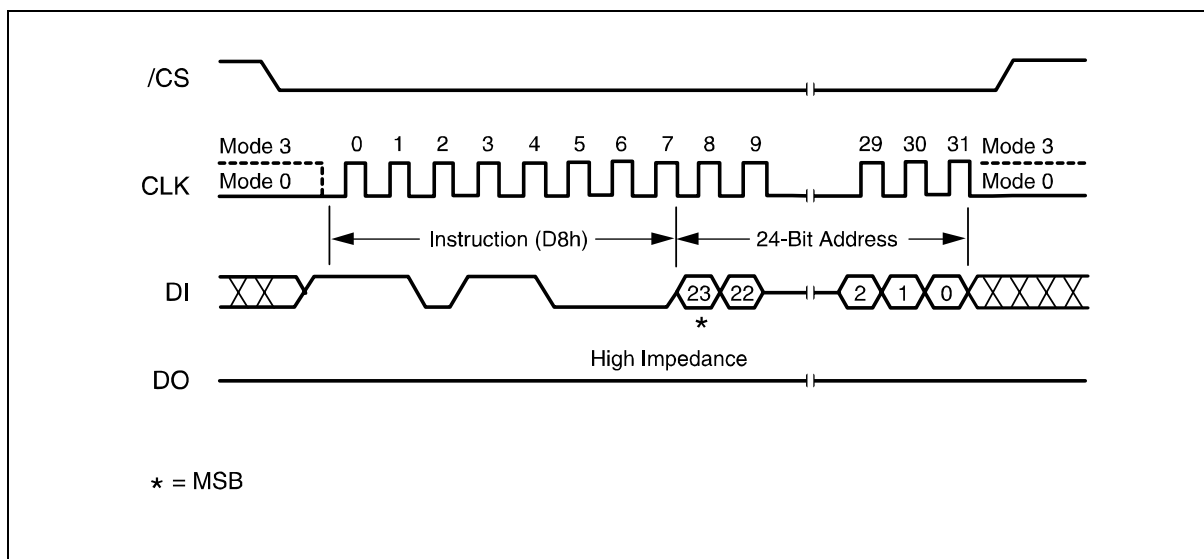 /CS
Mode 3
0 1 2 3 4 5 6 7 8 9 29 30 31
Mode 3
CLK
Mode 0
Mode 0
Instruction (D8h)
24-Bit Address
DI
23 22 2 1 0
*
High Impedance
DO
* = MSB